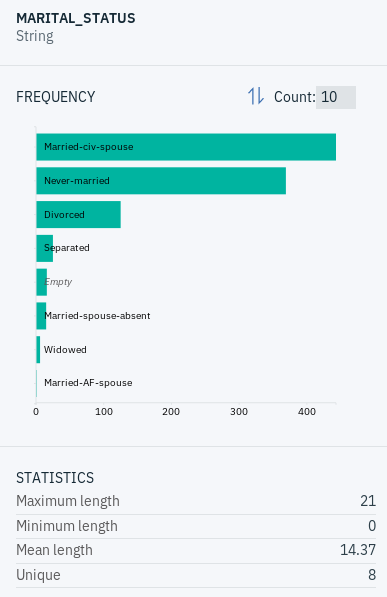 MARITAL_STATUS
String
FREQUENCY
Count: 10
Married-civ-spouse
Never-married
Divorced
Separated
Empty
Married-spouse-absent
Widowed
Married-AF-spouse
0 100 200 300 400
STATISTICS
Maximum length 21
Minimum length 0
Mean length 14.37
Unique 8